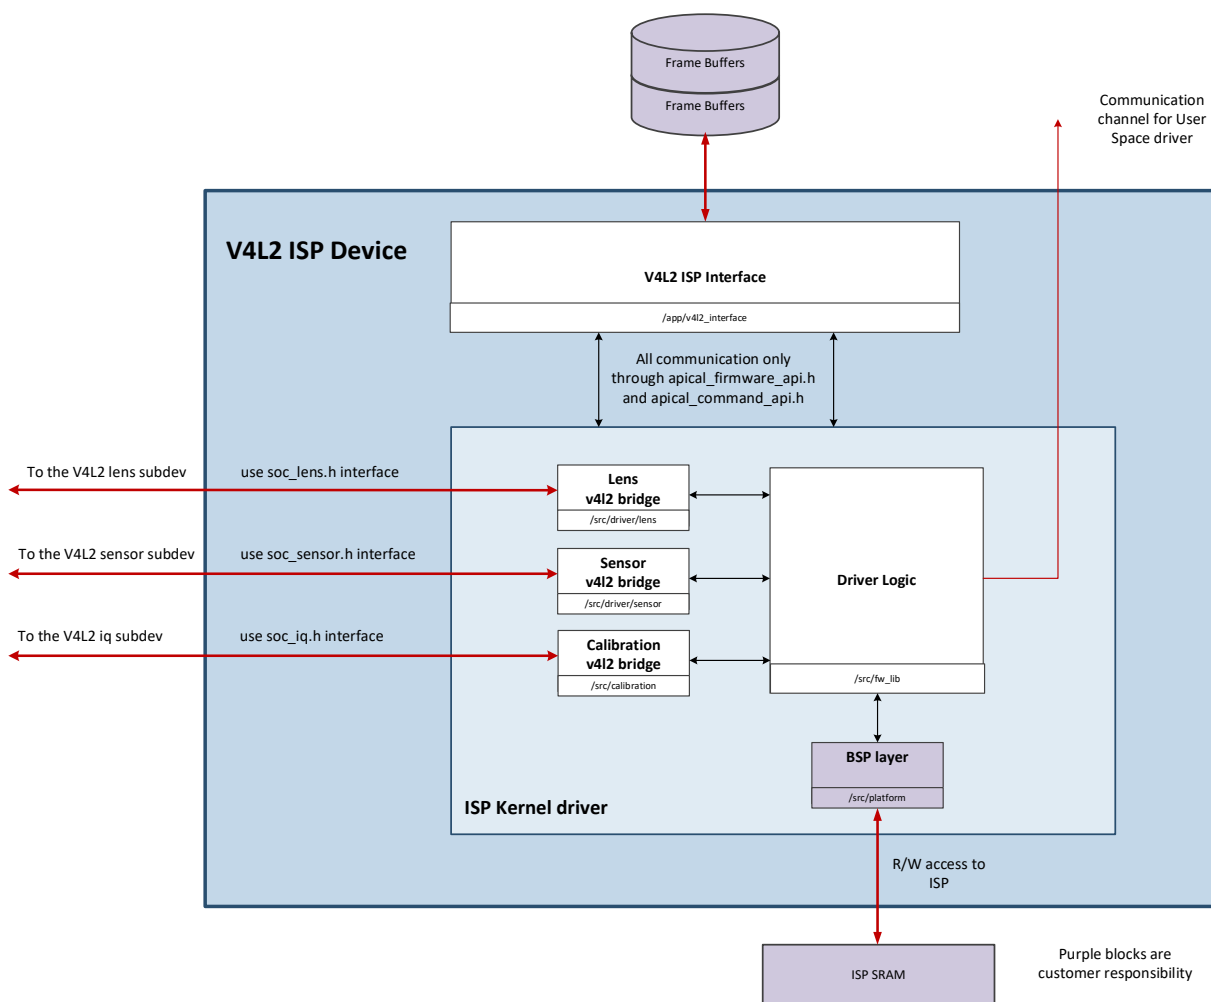 Frame Buffers
Frame Buffers
Communication
channel for User
Space driver
V4L2 ISP Device
V4L2 ISP Interface
/app/v4l2_interface
All communication only
through apical_firmware_api.h
and apical_command_api.h
To the V4L2 lens subdev
use soc_lens.h interface
Lens
v4l2 bridge
/src/driver/lens
To the V4L2 sensor subdev
use soc_sensor.h interface
Sensor
v4l2 bridge
/src/driver/sensor
To the V4L2 iq subdev
use soc_iq.h interface
Calibration
v4l2 bridge
/src/calibration
Driver Logic
/src/fw_lib
BSP layer
/src/platform
ISP Kernel driver
R/W access to
ISP
ISP SRAM
Purple blocks are
customer responsibility